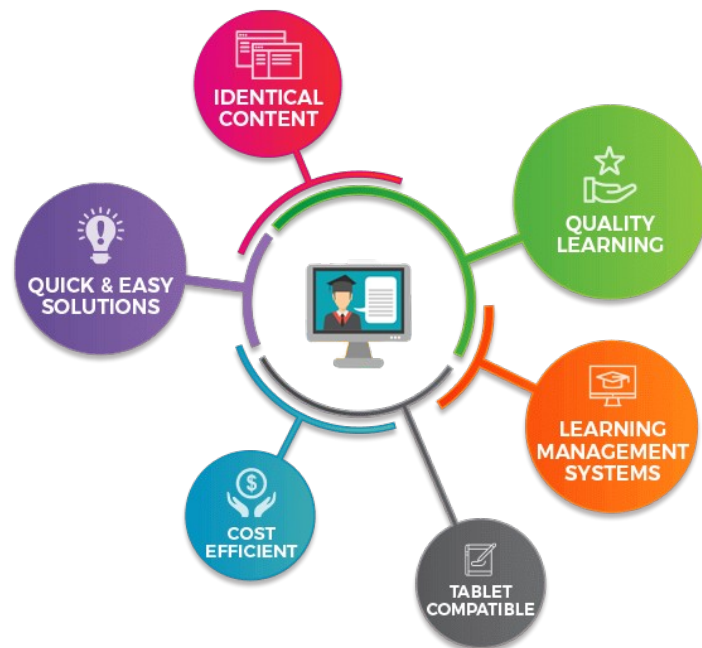 IDENTICAL
CONTENT
QUALITY
LEARNING
QUICK & EASY
SOLUTIONS
LEARNING
MANAGEMENT
SYSTEMS
$
COST
EFFICIENT
TABLET
COMPATIBLE